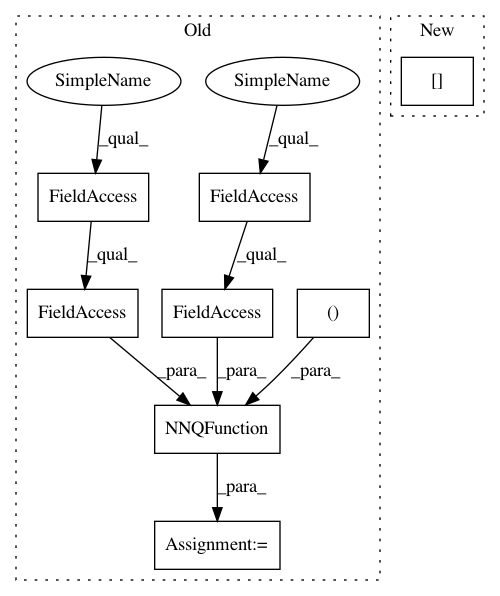 Old
New
SimpleName
SimpleName
[]
_qual_
_qual_
FieldAccess
FieldAccess
_qual_
_qual_
FieldAccess
FieldAccess
()
_para_
_para_
_para_
NNQFunction
_para_
Assignment:=